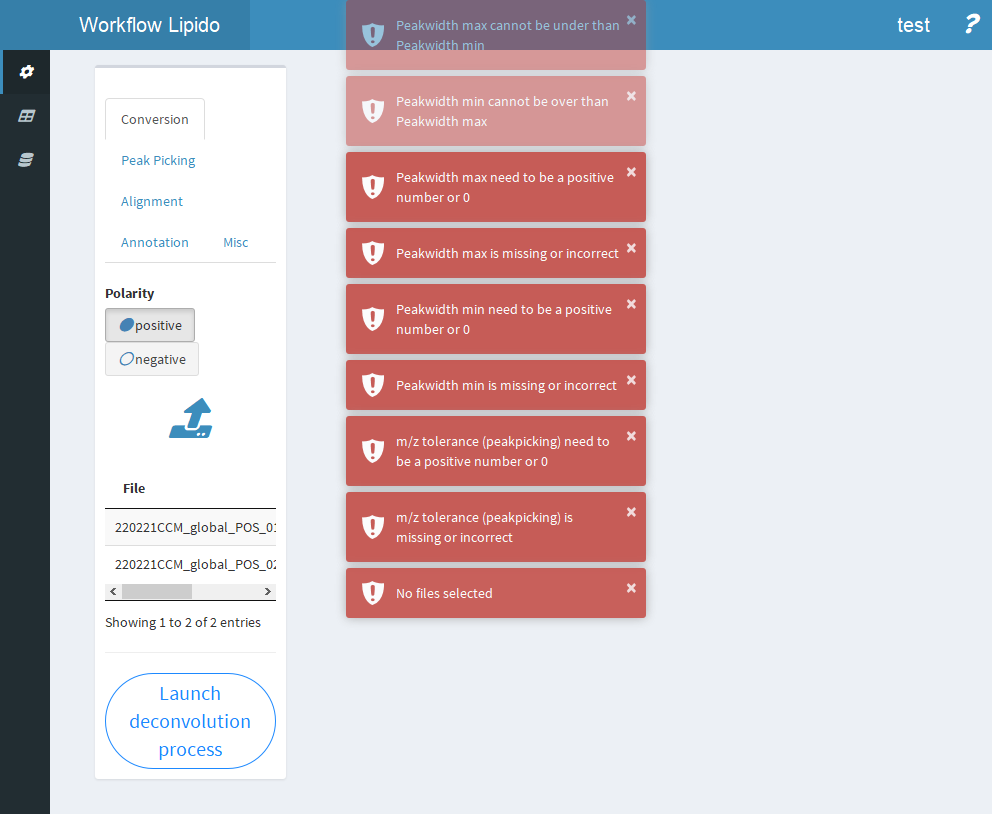 Workflow Lipido
test
?
Conversion
Peak Picking
Alignment
Annotation
Misc
Polarity
positive
negative
File
220221CCM_global_POS_01
220221CCM_global_POS_02
Showing 1 to 2 of 2 entries
Launch
deconvolution
process
Peakwidth max cannot be under than
Peakwidth min
×
Peakwidth min cannot be over than
Peakwidth max
×
Peakwidth max need to be a positive
number or 0
×
Peakwidth max is missing or incorrect
×
Peakwidth min need to be a positive
number or 0
×
Peakwidth min is missing or incorrect
×
m/z tolerance (peakpicking) need to
be a positive number or 0
×
m/z tolerance (peakpicking) is
missing or incorrect
×
No files selected
×